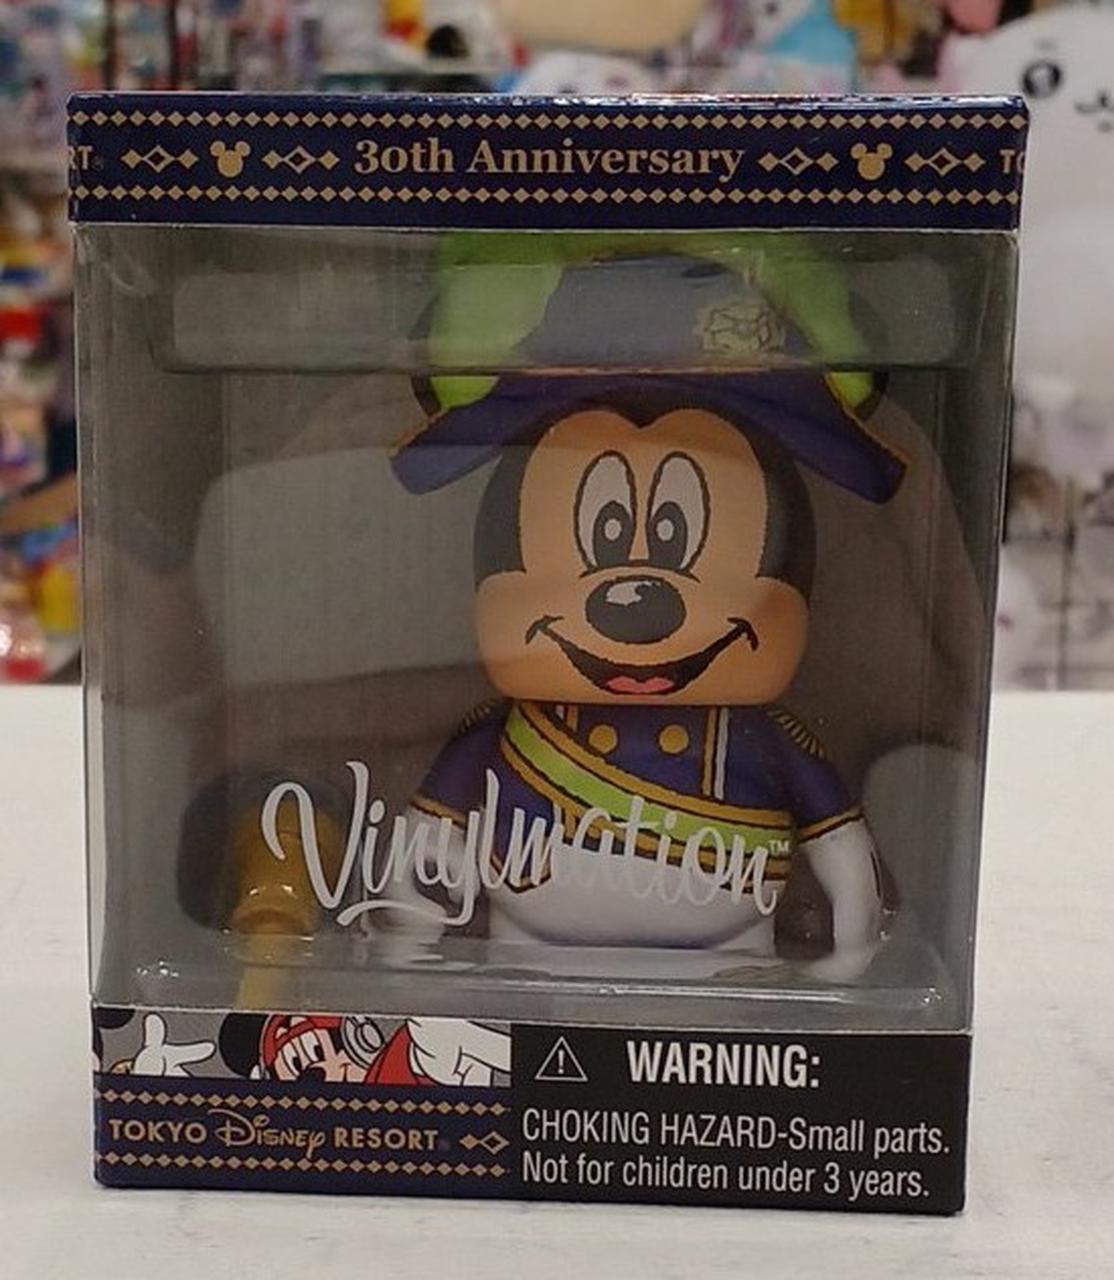 30th Anniversary
Vinylmation™
WARNING:
CHOKING HAZARD-Small parts.
Not for children under 3 years.
TOKYO Disney RESORT®